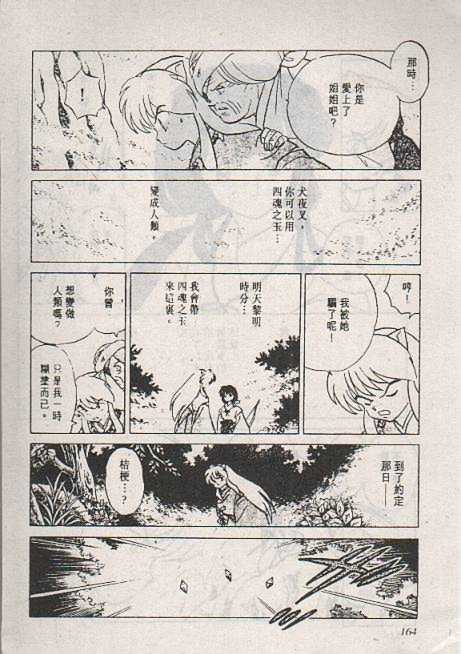 那時…
你是
愛上了
姐姐吧？
！
犬夜叉，
你可以用
四魂之玉…
變成人類，
哼！
我被她
騙了呢！
明天黎明
時分…
我會帶
四魂之玉
來這裏。
你曾
想變做
人類嗎？
只是我一時
糊塗而已。
到了約定
那日——
桔梗…？
164